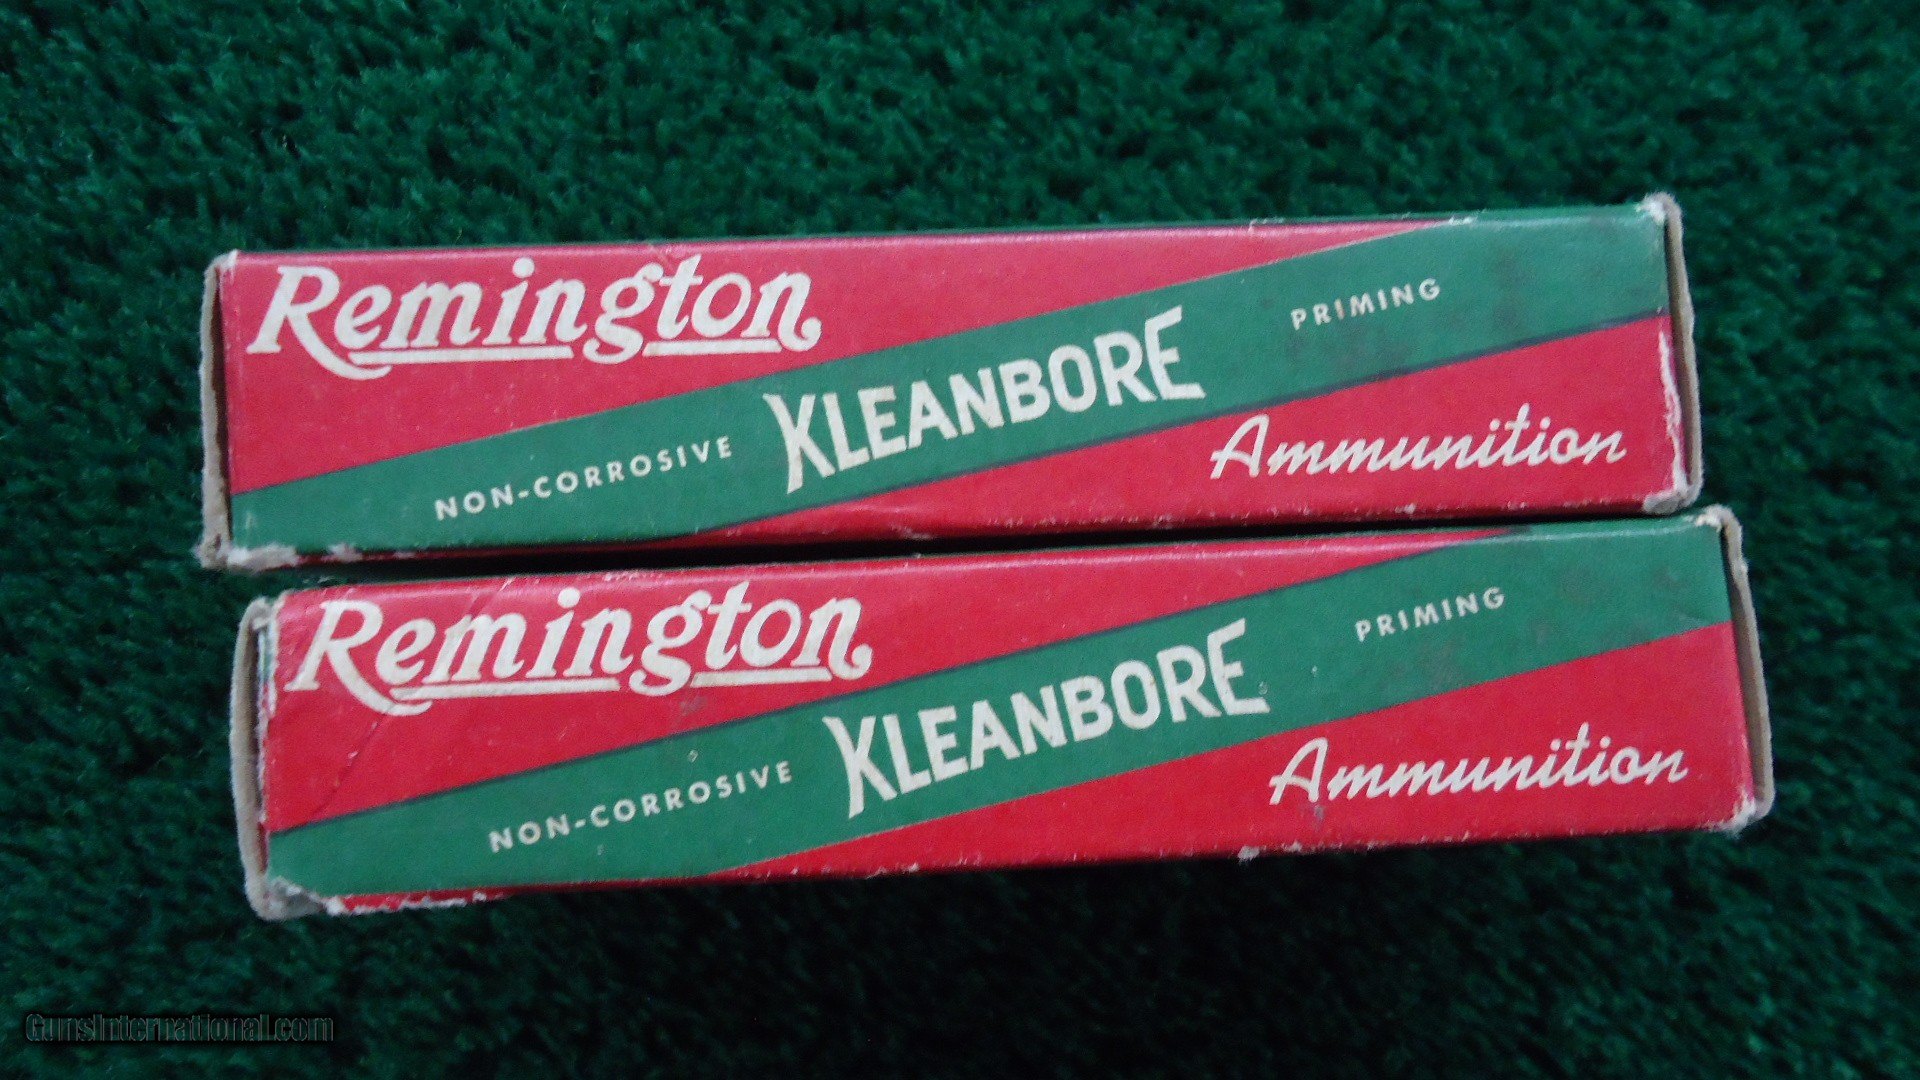 Remington
NON-CORROSIVE KLEANBORE PRIMING
Ammunition
Remington
NON-CORROSIVE KLEANBORE PRIMING
Ammunition
GunsInternational.com